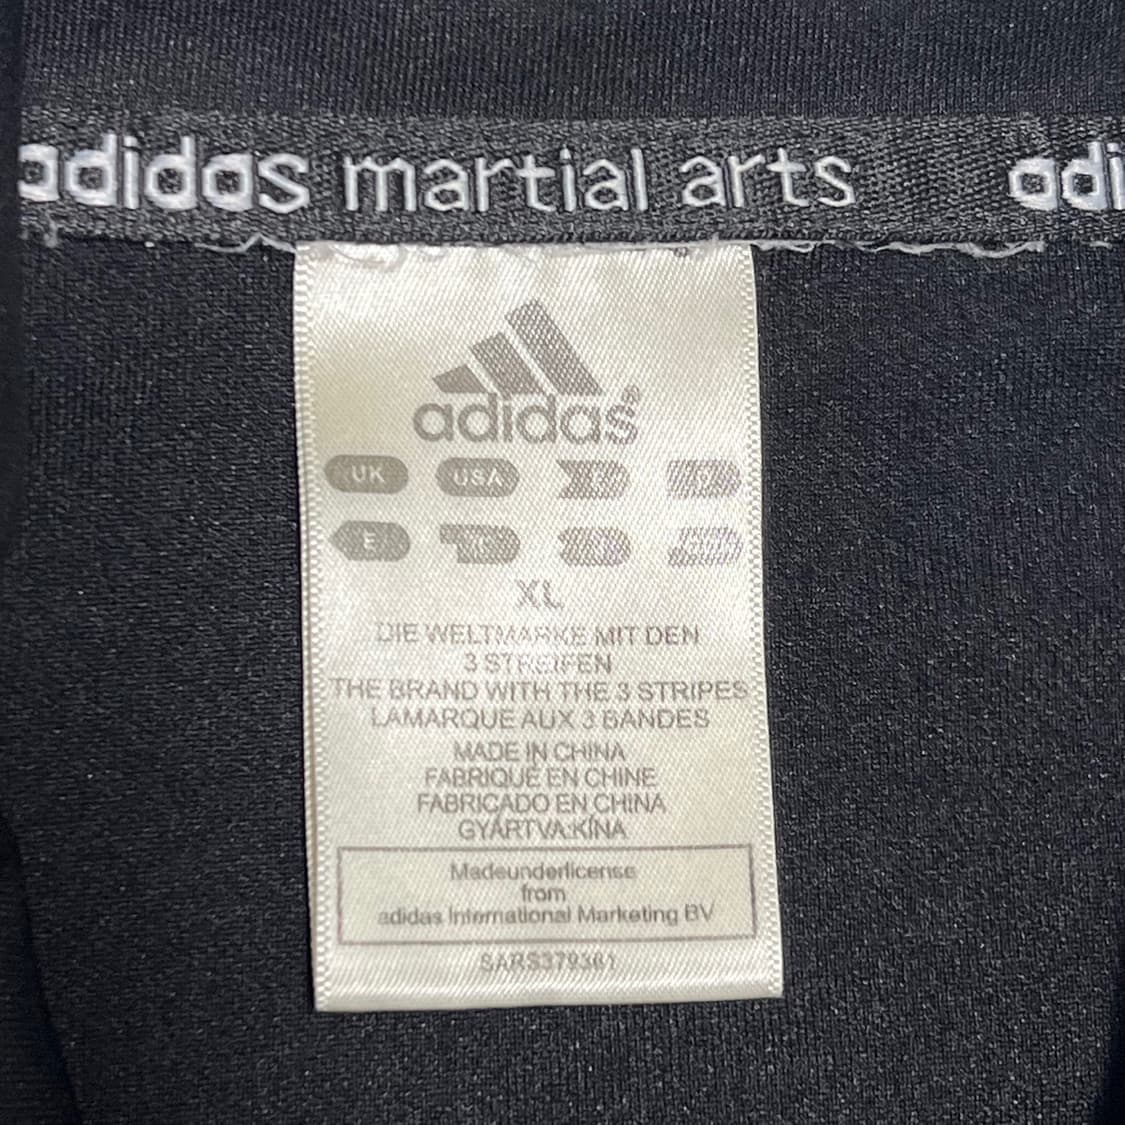 adidas martial arts adi
adidas®
UK USA
E
XL
DIE WELTMARKE MIT DEN
3 STREIFEN
THE BRAND WITH THE 3 STRIPES
LAMARQUE AUX 3 BANDES
MADE IN CHINA
FABRIQUÉ EN CHINE
FABRICADO EN CHINA
GYÁRTVA:KÍNA
Madeunderlicense
from
adidas International Marketing BV
SARS379361